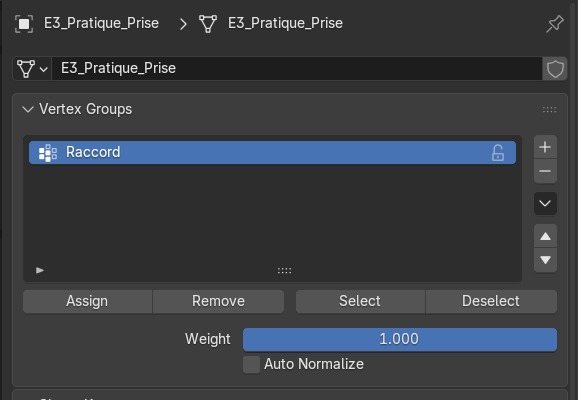 E3_Pratique_Prise > E3_Pratique_Prise
E3_Pratique_Prise
Vertex Groups
Raccord
Assign Remove Select Deselect
Weight 1.000
Auto Normalize